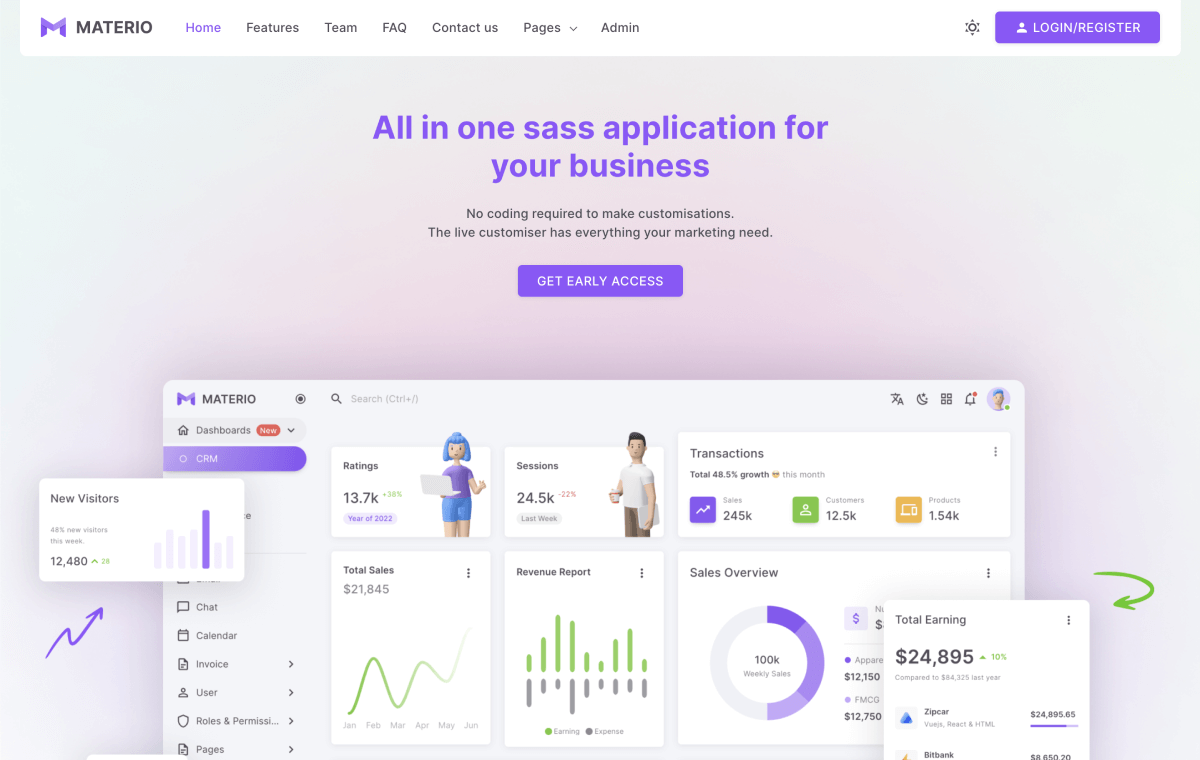 MATERIO
Home
Features
Team
FAQ
Contact us
Pages
Admin
LOGIN/REGISTER
All in one sass application for
your business
No coding required to make customisations.
The live customiser has everything your marketing need.
GET EARLY ACCESS
MATERIO
Search (Ctrl+/)
Dashboards
New
CRM
New Visitors
48% new visitors
this week.
12,480
28
Chat
Calendar
Invoice
User
Roles & Permissi...
Pages
Ratings
13.7k
+38%
Year of 2022
Sessions
24.5k
-22%
Last Week
Transactions
Total 48.5% growth 😎 this month
Sales
245k
Customers
12.5k
Products
1.54k
Total Sales
$21,845
Jan Feb Mar Apr May Jun
Revenue Report
Earning
Expense
Sales Overview
100k
Weekly Sales
$
Appare
$12,150
FMCG
$12,750
Total Earning
$24,895
10%
Compared to $84,325 last year
Zipcar
Vuejs, React & HTML
$24,895.65
Bitbank
$8,650.20